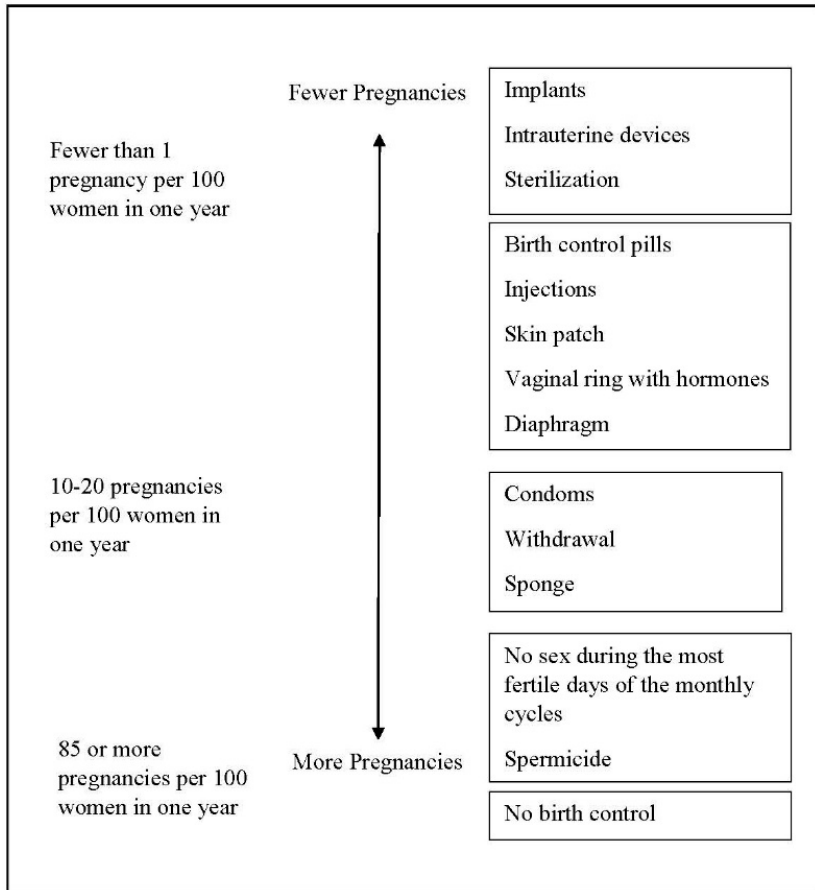 Fewer Pregnancies
Fewer than 1
pregnancy per 100
women in one year
Implants
Intrauterine devices
Sterilization
Birth control pills
Injections
Skin patch
Vaginal ring with hormones
Diaphragm
10-20 pregnancies
per 100 women in
one year
Condoms
Withdrawal
Sponge
No sex during the most
fertile days of the monthly
cycles
Spermicide
85 or more
pregnancies per 100
women in one year
More Pregnancies
No birth control